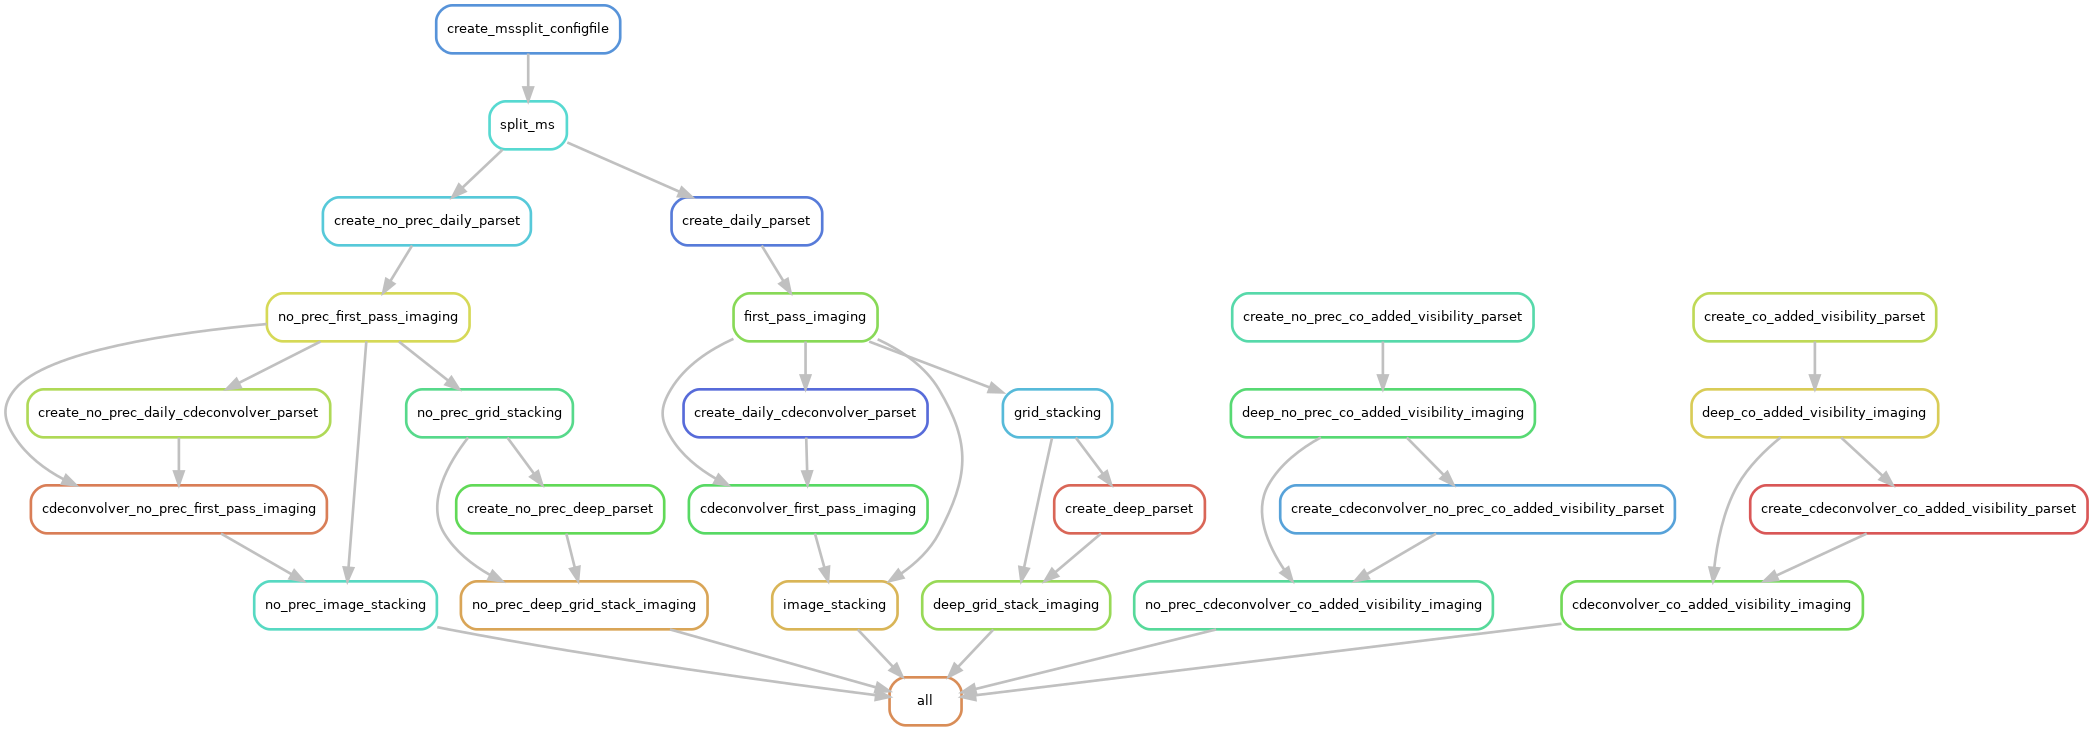 create_mssplit_configfile
split_ms
create_no_prec_daily_parset
create_daily_parset
no_prec_first_pass_imaging
first_pass_imaging
create_no_prec_co_added_visibility_parset
create_co_added_visibility_parset
create_no_prec_daily_cdeconvolver_parset
no_prec_grid_stacking
create_daily_cdeconvolver_parset
grid_stacking
deep_no_prec_co_added_visibility_imaging
deep_co_added_visibility_imaging
cdeconvolver_no_prec_first_pass_imaging
create_no_prec_deep_parset
cdeconvolver_first_pass_imaging
create_deep_parset
create_cdeconvolver_no_prec_co_added_visibility_parset
create_cdeconvolver_co_added_visibility_parset
no_prec_image_stacking
no_prec_deep_grid_stack_imaging
image_stacking
deep_grid_stack_imaging
no_prec_cdeconvolver_co_added_visibility_imaging
cdeconvolver_co_added_visibility_imaging
all